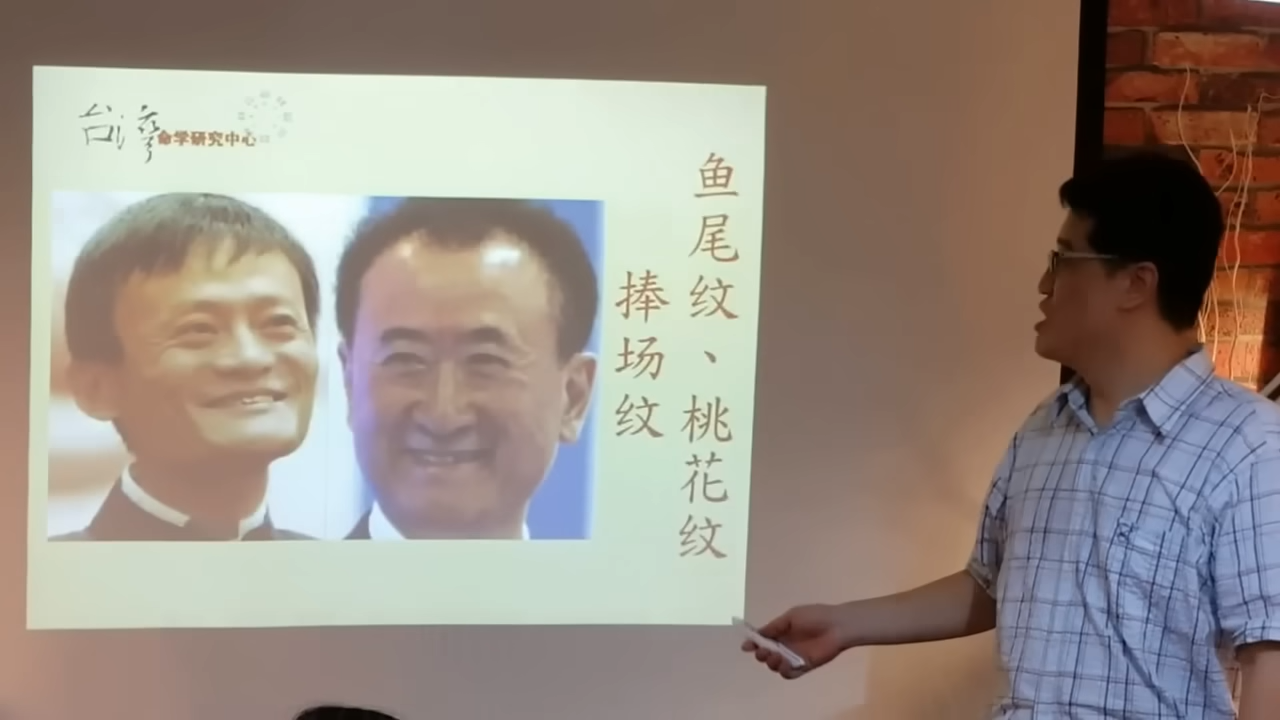 台湾命学研究中心
鱼尾纹、桃花纹
捧场纹